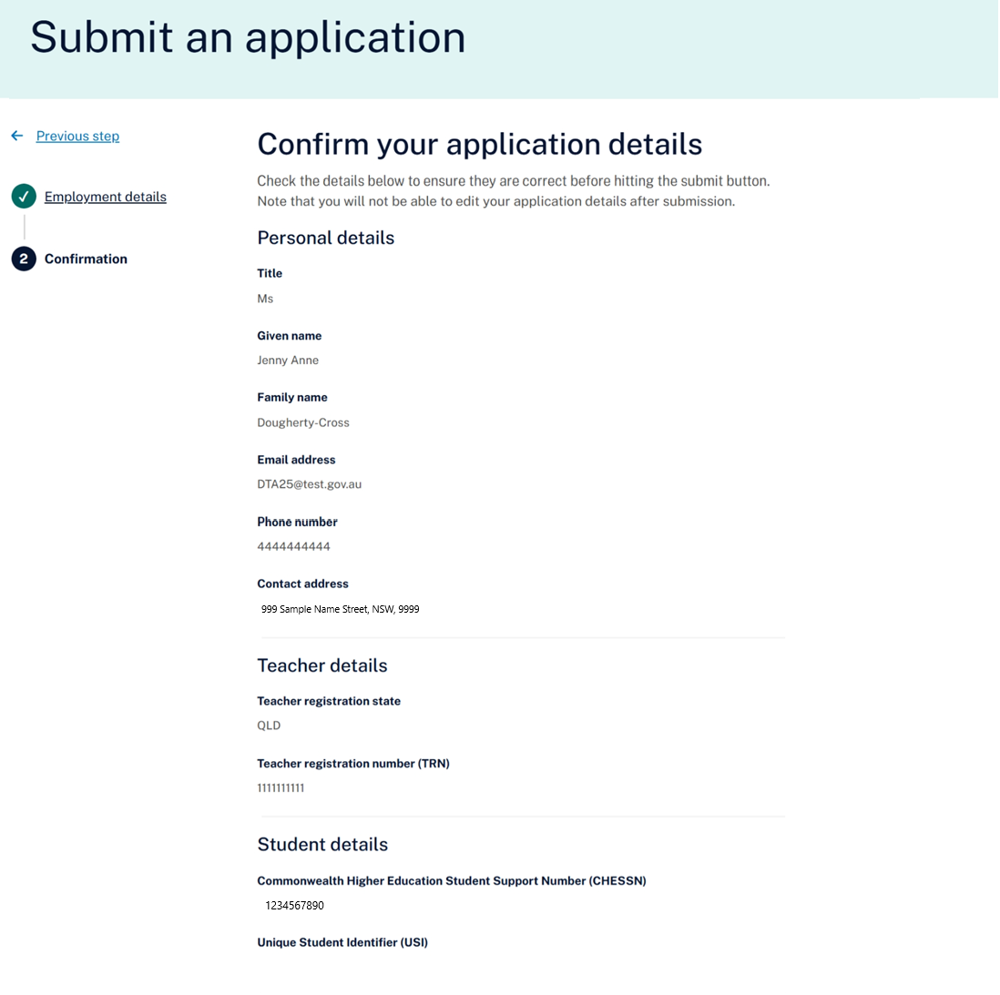 Submit an application
Previous step
Employment details
2 Confirmation
Confirm your application details
Check the details below to ensure they are correct before hitting the submit button.
Note that you will not be able to edit your application details after submission.
Personal details
Title
Ms
Given name
Jenny Anne
Family name
Dougherty-Cross
Email address
DTA25@test.gov.au
Phone number
4444444444
Contact address
999 Sample Name Street, NSW, 9999
Teacher details
Teacher registration state
QLD
Teacher registration number (TRN)
1111111111
Student details
Commonwealth Higher Education Student Support Number (CHESSN)
1234567890
Unique Student Identifier (USI)